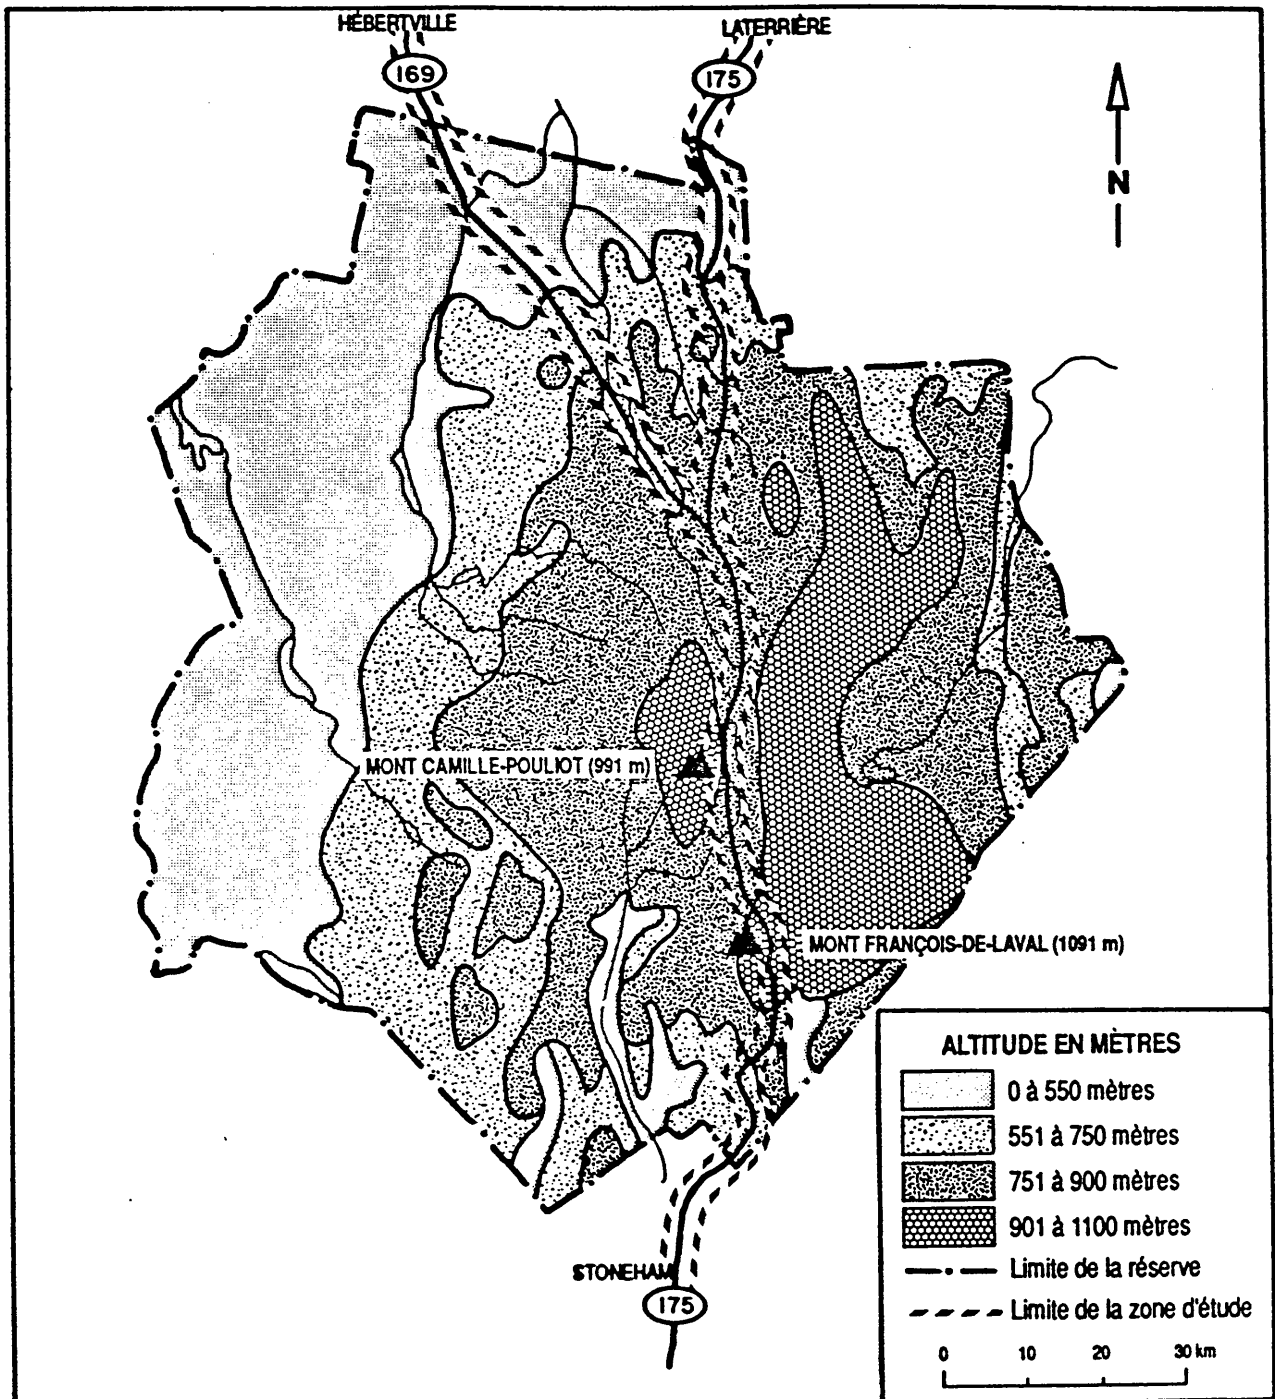 HÉBERTVILLE
LATERRIÈRE
169
175
N
MONT CAMILLE-POULIOT (991 m)
MONT FRANÇOIS-DE-LAVAL (1091 m)
STONEHAM
175
ALTITUDE EN MÈTRES
0 à 550 mètres
551 à 750 mètres
751 à 900 mètres
901 à 1100 mètres
Limite de la réserve
Limite de la zone d'étude
0 10 20 30 km